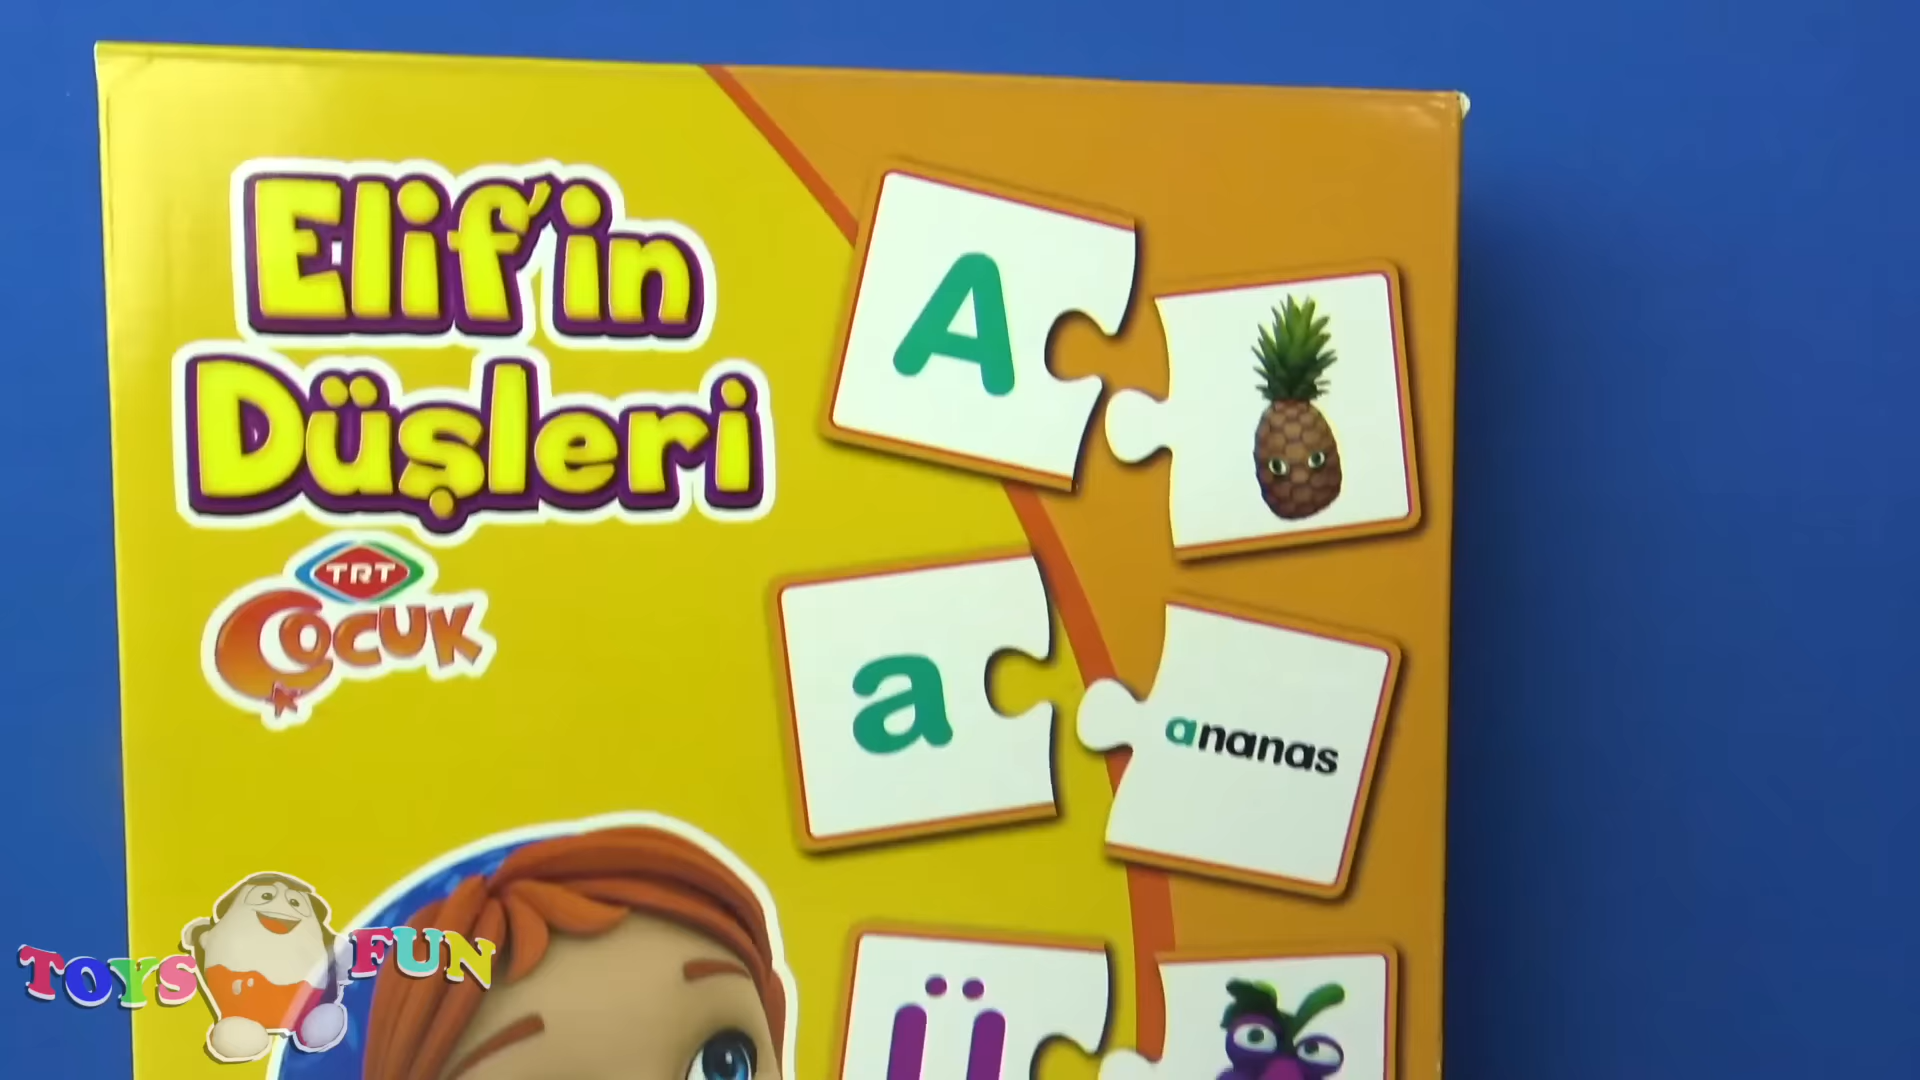 Elif'in
Düşleri
TRT
ÇOCUK
A
a
ananas
Ü
TOYS FUN